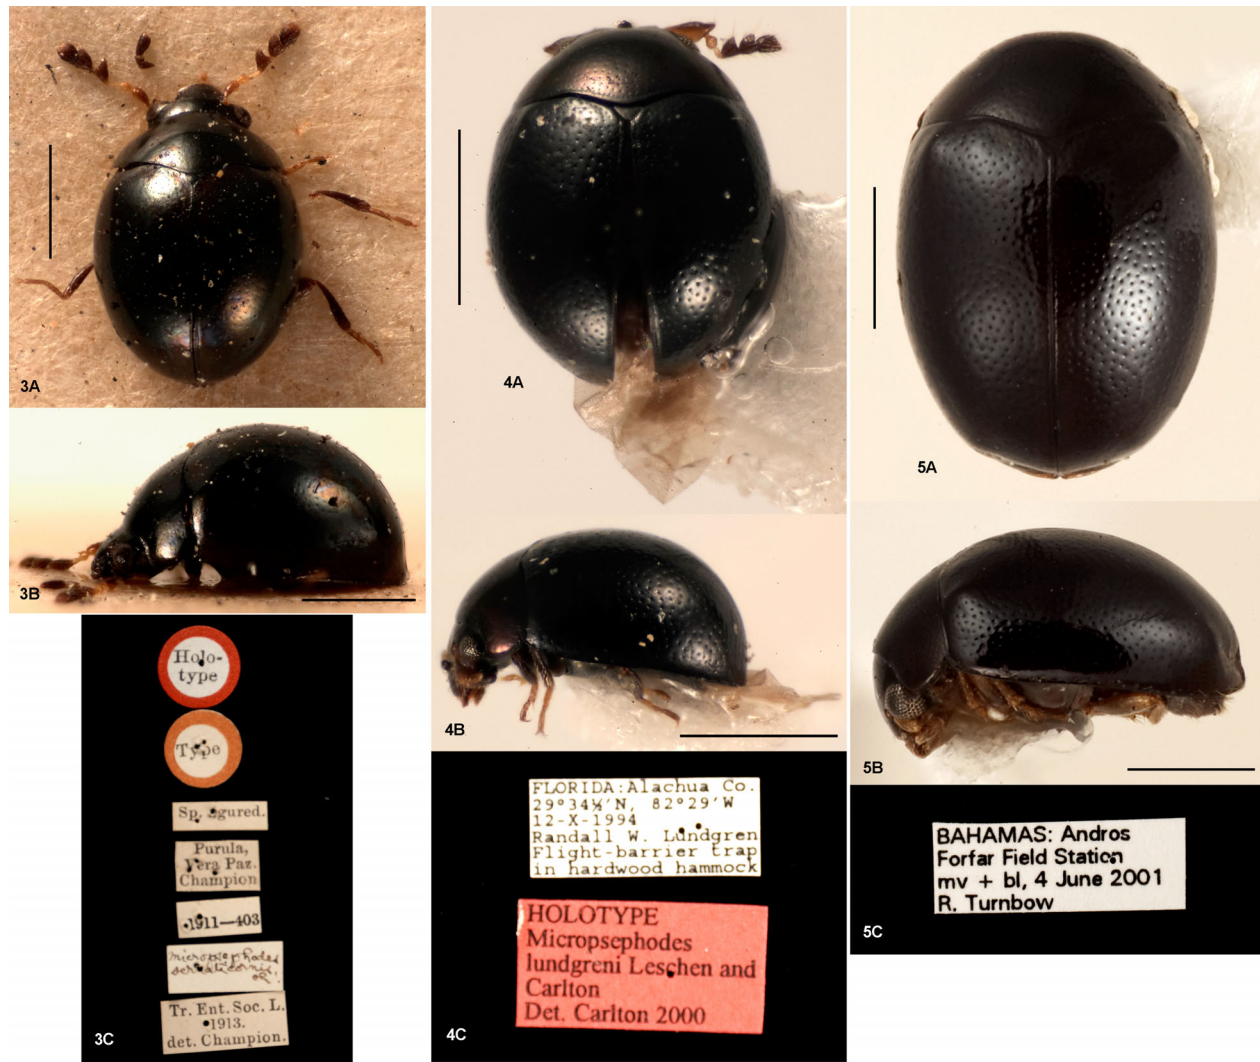 3A
3B
Holo-
type
Type
Sp. figured.
Purula,
Vera Paz.
Champion
1911—403
Micropsephodes
serraticornis,
Tr. Ent. Soc. L.
1913.
det. Champion.
3C
4A
4B
FLORIDA:Alachua Co.
29°34½′N, 82°29′W
12-X-1994
Randall W. Lundgren
Flight-barrier trap
in hardwood hammock
HOLOTYPE
Micropsephodes
lundgreni Leschen and
Carlton
Det. Carlton 2000
4C
5A
5B
BAHAMAS: Andros
Forfar Field Station
mv + bl, 4 June 2001
R. Turnbow
5C